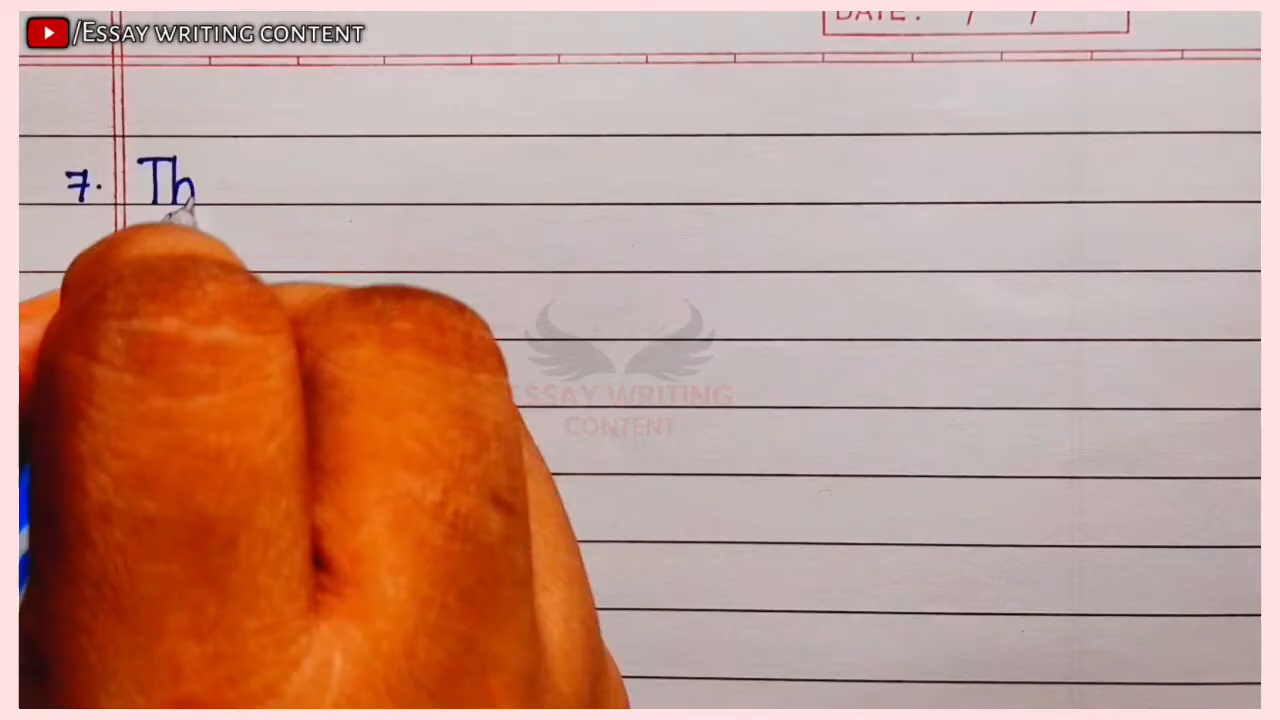 /Essay writing content
DATE: / /
7. Th
ESSAY WRITING
CONTENT